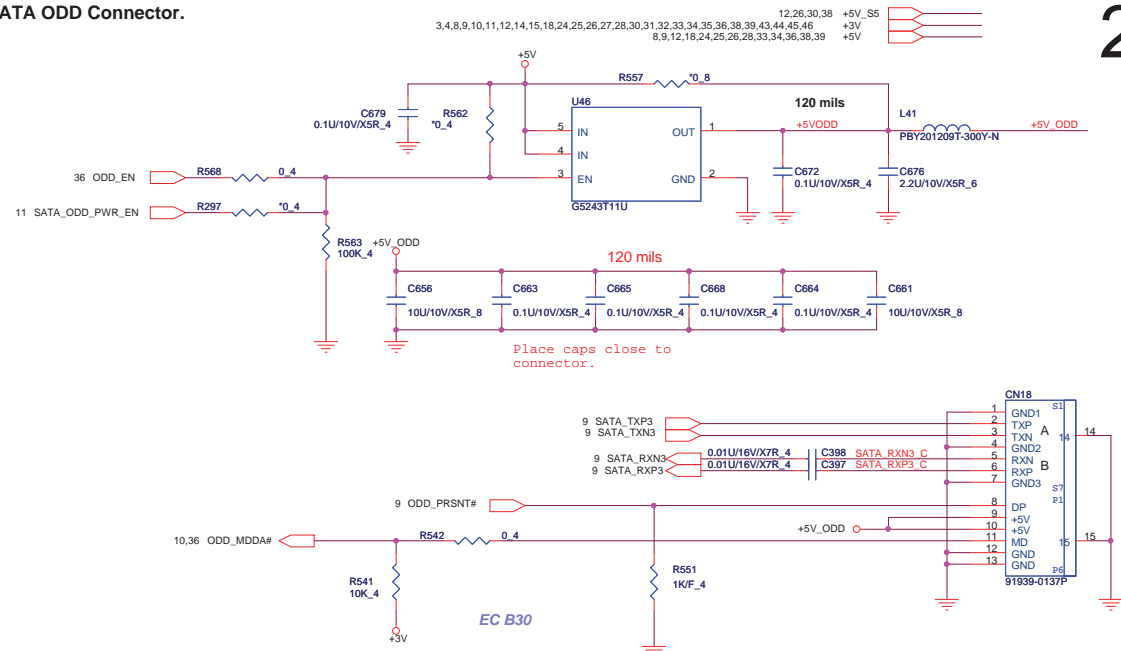 ATA ODD Connector.
2
12,26,30,38 +5V_S5
3,4,8,9,10,11,12,14,15,18,24,25,26,27,28,30,31,32,33,34,35,36,38,39,43,44,45,46 +3V
8,9,12,18,24,25,26,28,33,34,36,38,39 +5V
+5V
R557 *0_8
C679
0.1U/10V/X5R_4
R562
*0_4
U46
5 IN
4 IN
3 EN
OUT 1
GND 2
G5243T11U
120 mils
+5VODD
L41
PBY201209T-300Y-N
+5V_ODD
C672
0.1U/10V/X5R_4
C676
2.2U/10V/X5R_6
36 ODD_EN R568 0_4
11 SATA_ODD_PWR_EN R297 *0_4
R563
100K_4
+5V_ODD
120 mils
C656
10U/10V/X5R_8
C663
0.1U/10V/X5R_4
C665
0.1U/10V/X5R_4
C668
0.1U/10V/X5R_4
C664
0.1U/10V/X5R_4
C661
10U/10V/X5R_8
Place caps close to
connector.
CN18
9 SATA_TXP3
9 SATA_TXN3
9 SATA_RXN3 0.01U/16V/X7R_4 C398 SATA_RXN3_C
9 SATA_RXP3 0.01U/16V/X7R_4 C397 SATA_RXP3_C
1 GND1 S1
2 TXP
3 TXN A 14 14
4 GND2
5 RXN B
6 RXP
7 GND3 S7
P1
8 DP
9 +5V
10 +5V
11 MD 15 15
12 GND
13 GND P6
91939-0137P
9 ODD_PRSNT#
+5V_ODD
10,36 ODD_MDDA# R542 0_4
R541
10K_4
+3V
R551
1K/F_4
EC B30